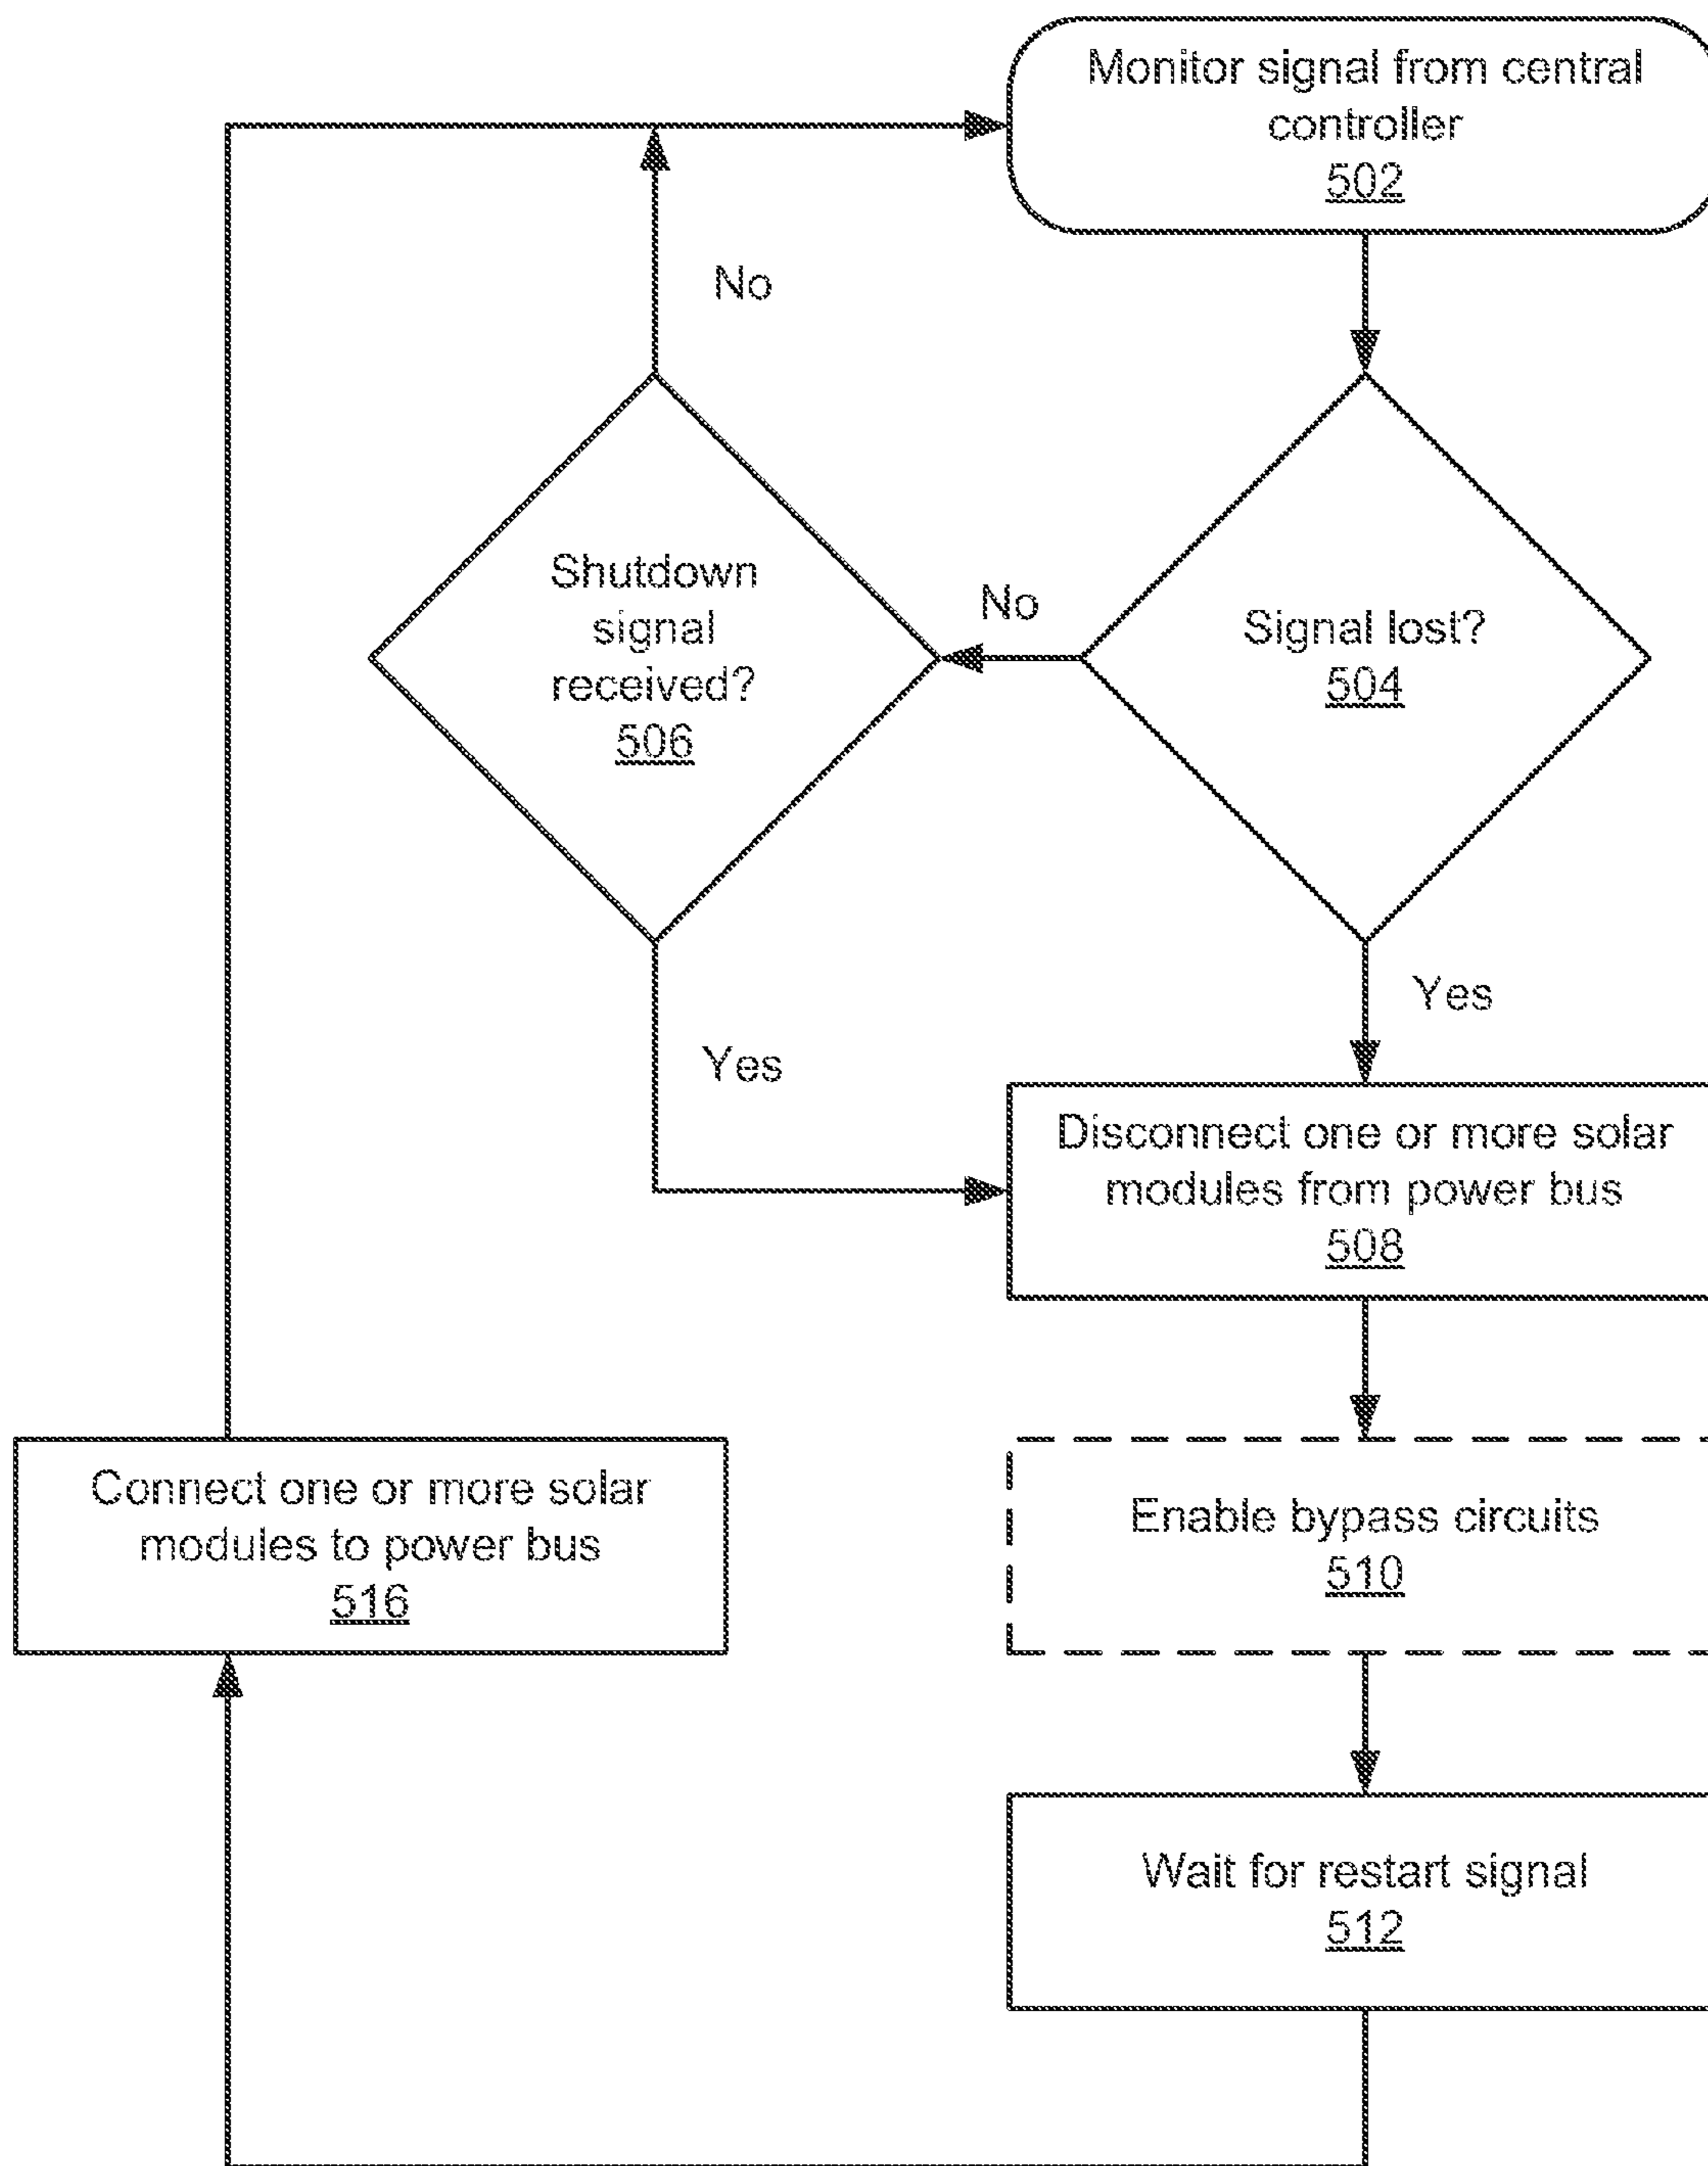 Monitor signal from central
controller
502
No
Shutdown
signal
received?
506
No
Signal lost?
504
Yes
Yes
Disconnect one or more solar
modules from power bus
508
Connect one or more solar
modules to power bus
516
Enable bypass circuits
510
Wait for restart signal
512